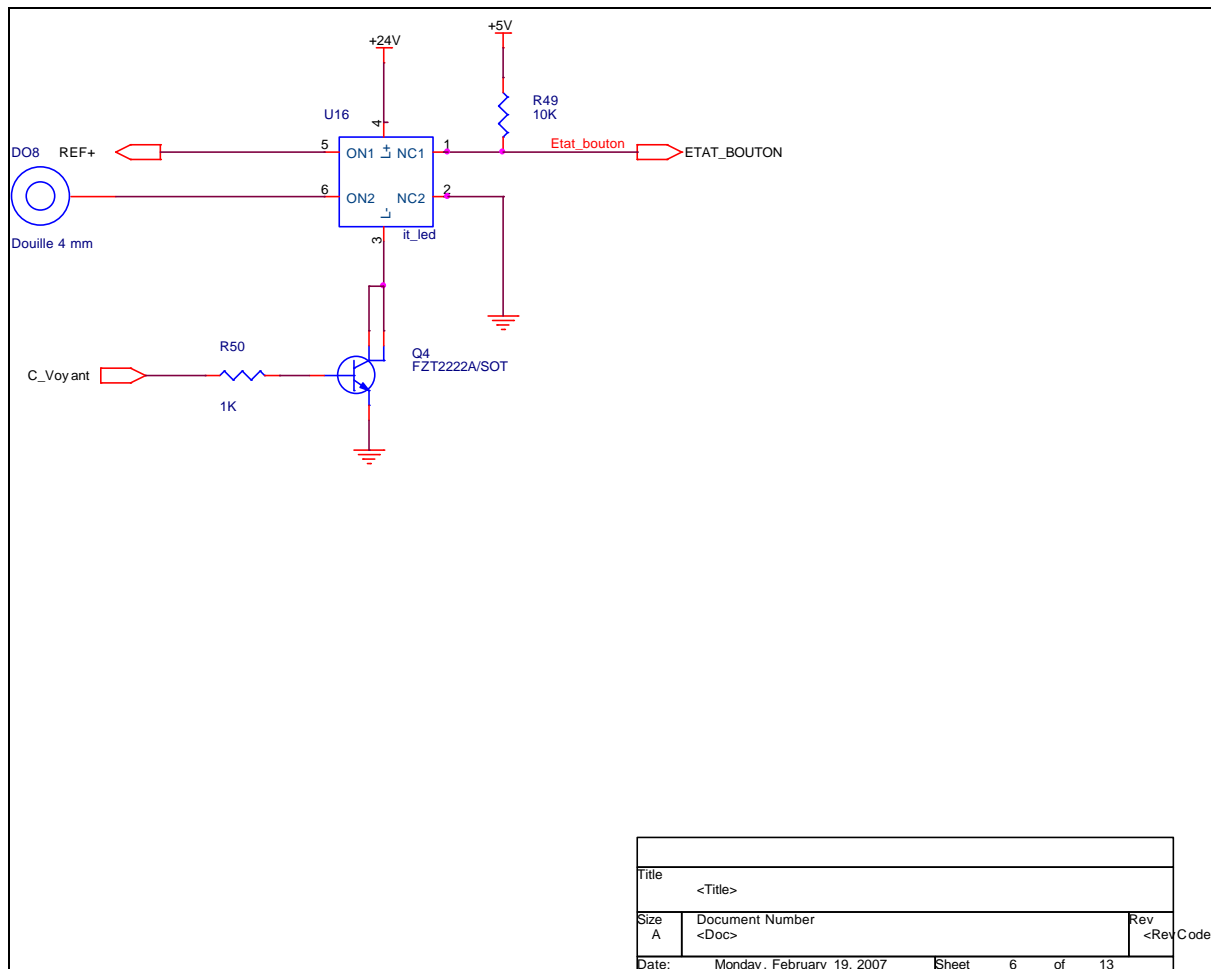 +5V
+24V
R49
10K
U16
4
5
ON1
L+
NC1
1
Etat_bouton
ETAT_BOUTON
DO8
REF+
6
ON2
L-
NC2
2
Douille 4 mm
3
it_led
R50
Q4
FZT2222A/SOT
C_Voyant
1K
Title
<Title>
Size
Document Number
Rev
A
<Doc>
<RevCode
Date:
Monday, February 19, 2007
Sheet
6
of
13